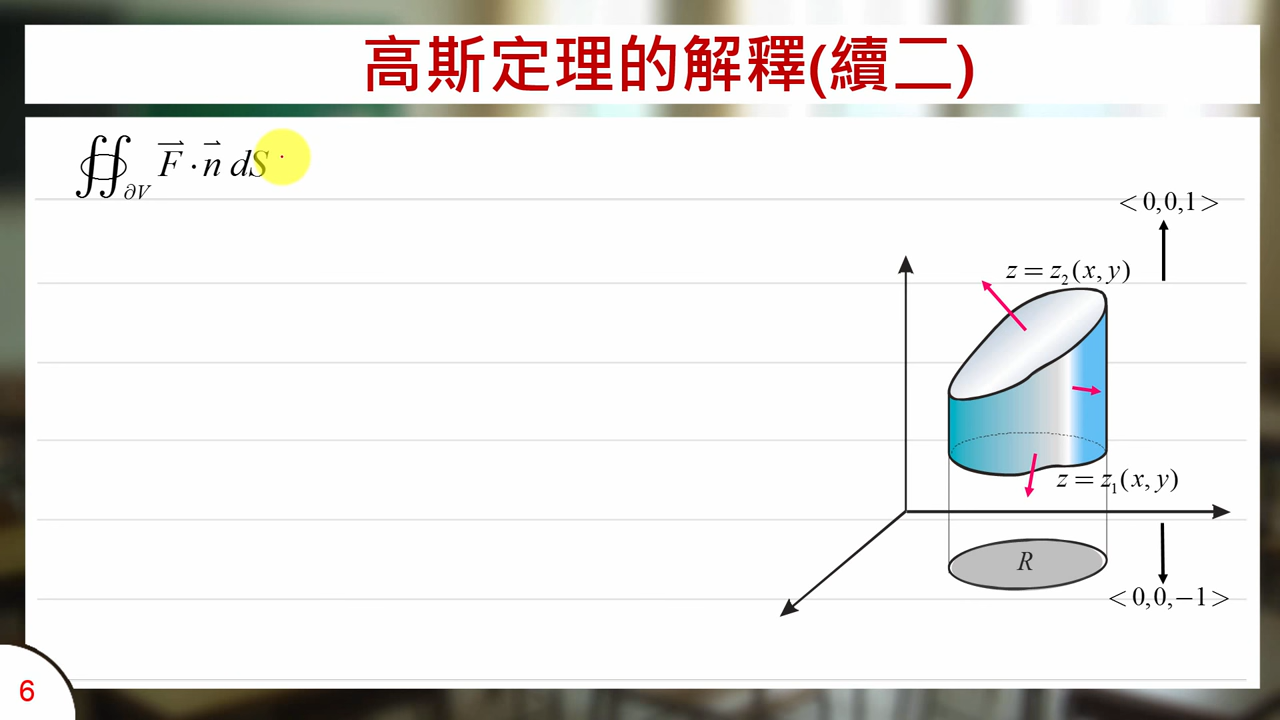 高斯定理的解釋(續二)
∯_∂V F⃗ · n⃗ dS
<0,0,1>
z = z₂(x, y)
z = z₁(x, y)
R
<0,0,−1>
6